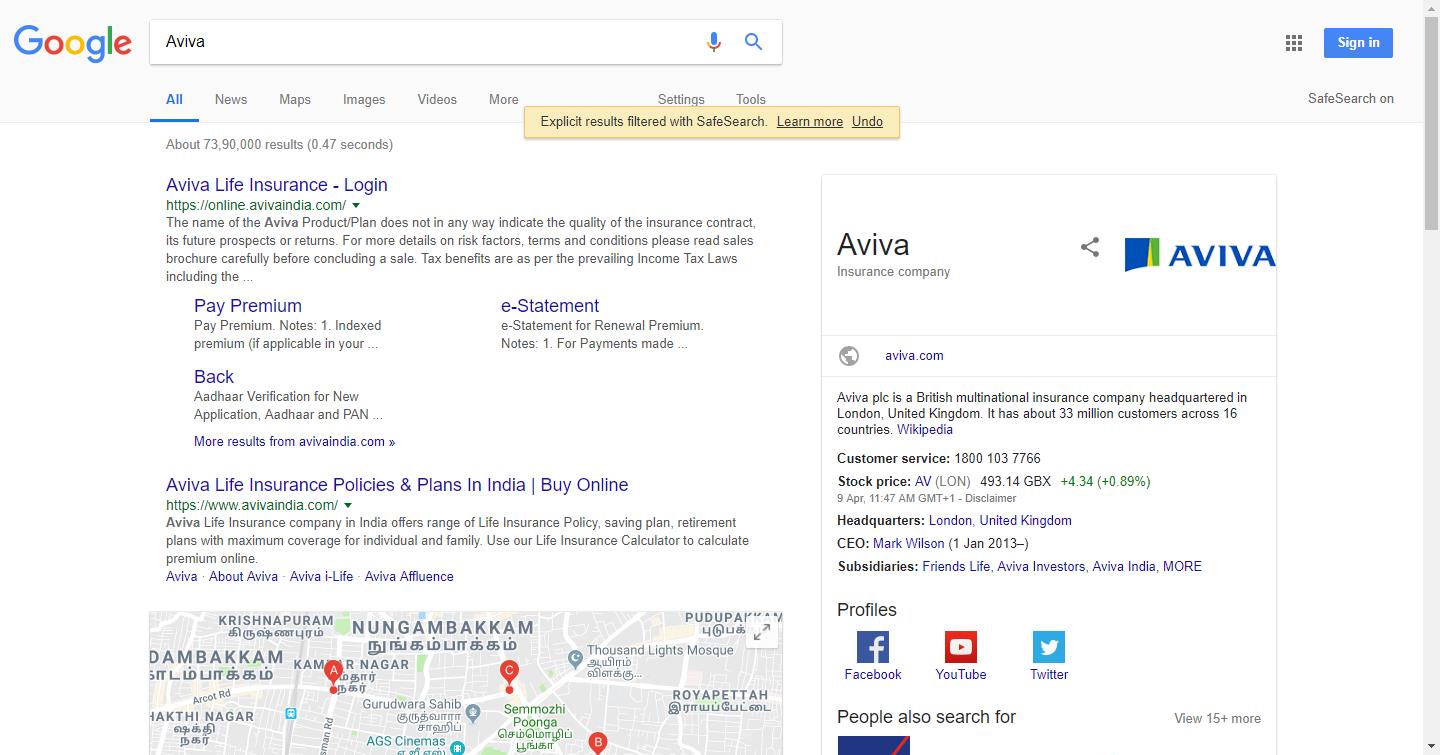 Google
Aviva
Sign in
All News Maps Images Videos More Settings Tools
SafeSearch on
Explicit results filtered with SafeSearch. Learn more Undo
About 73,90,000 results (0.47 seconds)
Aviva Life Insurance - Login
https://online.avivaindia.com/
The name of the Aviva Product/Plan does not in any way indicate the quality of the insurance contract,
its future prospects or returns. For more details on risk factors, terms and conditions please read sales
brochure carefully before concluding a sale. Tax benefits are as per the prevailing Income Tax Laws
including the ...
Pay Premium
Pay Premium. Notes: 1. Indexed
premium (if applicable in your ...
e-Statement
e-Statement for Renewal Premium.
Notes: 1. For Payments made ...
Back
Aadhaar Verification for New
Application, Aadhaar and PAN ...
More results from avivaindia.com »
Aviva Life Insurance Policies & Plans In India | Buy Online
https://www.avivaindia.com/
Aviva Life Insurance company in India offers range of Life Insurance Policy, saving plan, retirement
plans with maximum coverage for individual and family. Use our Life Insurance Calculator to calculate
premium online.
Aviva · About Aviva · Aviva i-Life · Aviva Affluence
KRISHNAPURAM
கிருஷ்ணபுரம்
NUNGAMBAKKAM
நுங்கம்பாக்கம்
PUDUPAKKAM
DAMBAKKAM
டம்பாக்கம்
NAGAR
நகர்
A
C
Thousand Lights Mosque
ஆயிரம்
விளக்கு...
Arcot Rd
ROYAPETTAH
இராயப்பேட்டை
HAKTHI NAGAR
க்தி
நகர்
Gurudwara Sahib
குருத்வாரா
சாஹிப்
Semmozhi
Poonga
செம்மொழிப்
பூங்கா
B
AGS Cinemas
Aviva
Insurance company
AVIVA
aviva.com
Aviva plc is a British multinational insurance company headquartered in
London, United Kingdom. It has about 33 million customers across 16
countries. Wikipedia
Customer service: 1800 103 7766
Stock price: AV (LON) 493.14 GBX +4.34 (+0.89%)
9 Apr, 11:47 AM GMT+1 - Disclaimer
Headquarters: London, United Kingdom
CEO: Mark Wilson (1 Jan 2013–)
Subsidiaries: Friends Life, Aviva Investors, Aviva India, MORE
Profiles
Facebook YouTube Twitter
People also search for View 15+ more